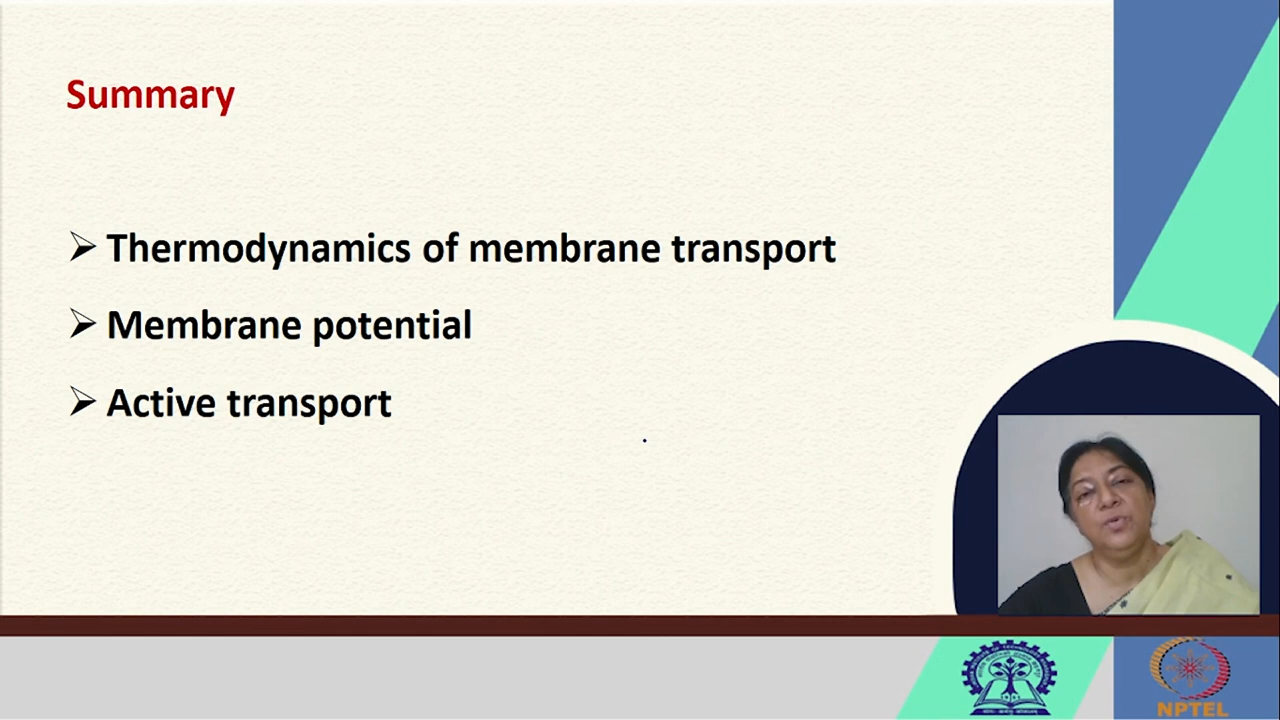 Summary
➢ Thermodynamics of membrane transport
➢ Membrane potential
➢ Active transport
NPTEL